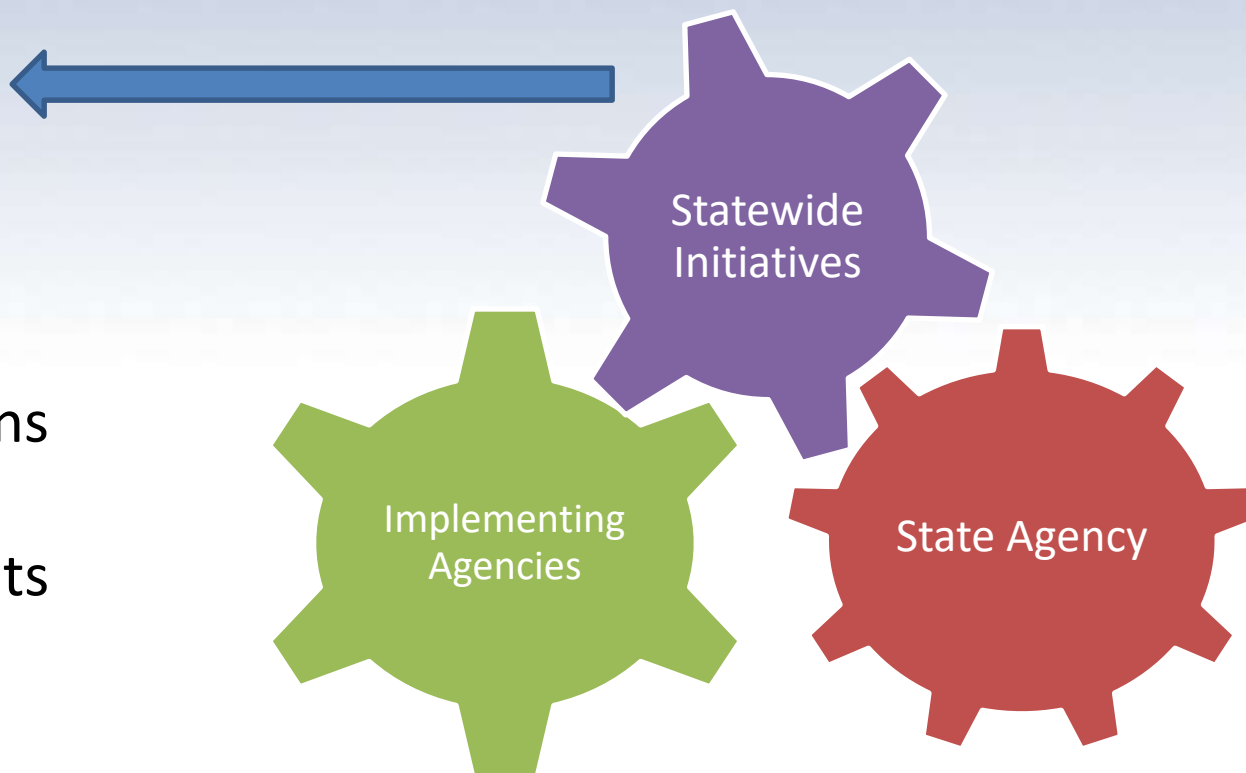 Statewide
Initiatives
ns
Implementing
Agencies
State Agency
ts